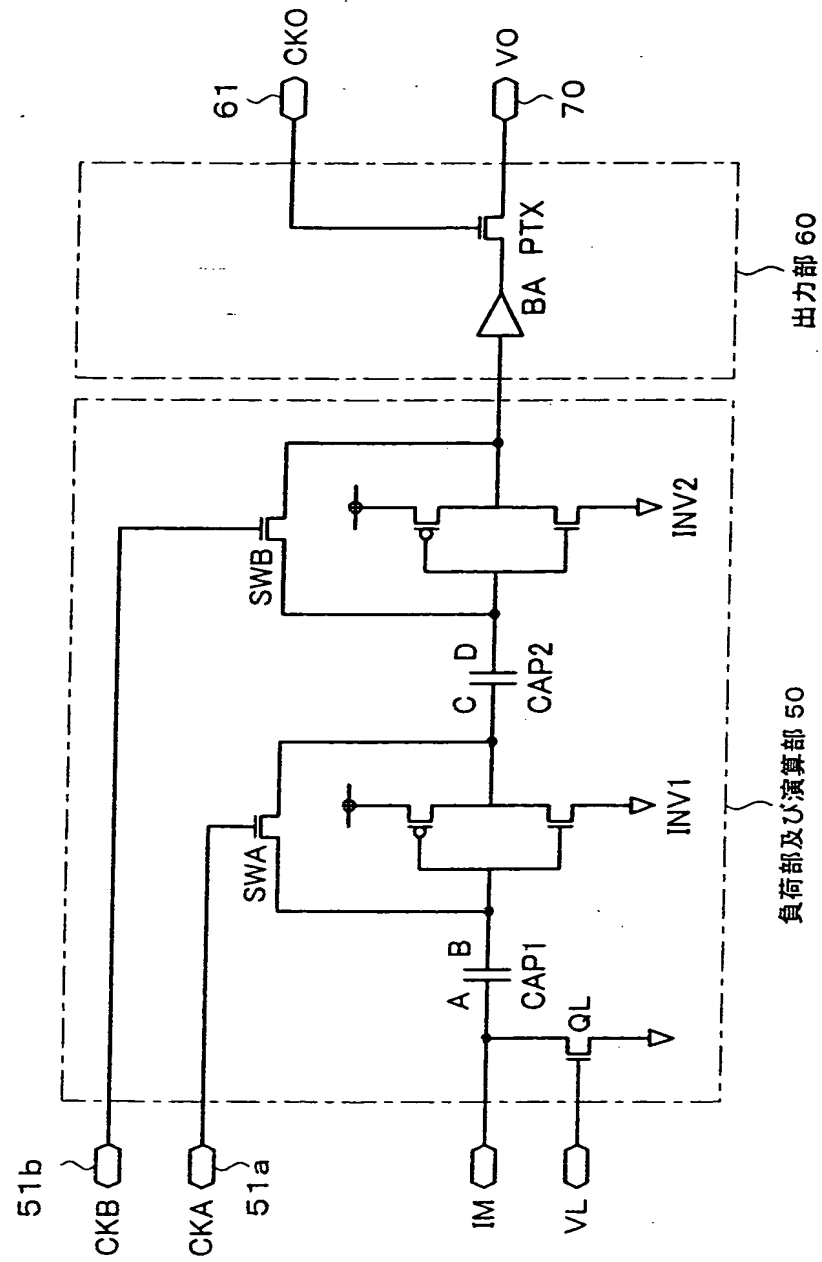 51b
CKB
CKA
51a
IM
VL
SWA
A
B
CAP1
QL
INV1
SWB
C
D
CAP2
INV2
負荷部及び演算部 50
BA
PTX
出力部 60
61
CKO
VO
70